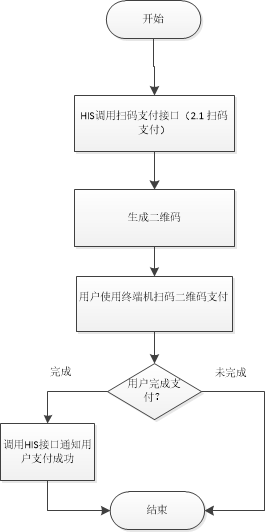 开始
HIS调用扫码支付接口（2.1 扫码
支付）
生成二维码
用户使用终端机扫码二维码支付
用户完成支
付？
完成
未完成
调用HIS接口通知用
户支付成功
结束